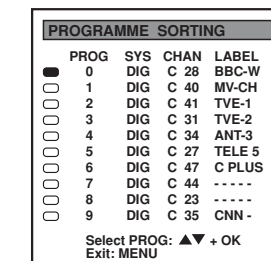 PROGRAMME SORTING
PROG SYS CHAN LABEL
0 DIG C 28 BBC-W
1 DIG C 40 MV-CH
2 DIG C 41 TVE-1
3 DIG C 31 TVE-2
4 DIG C 34 ANT-3
5 DIG C 27 TELE 5
6 DIG C 47 C PLUS
7 DIG C 44 - - - - -
8 DIG C 23 - - - - -
9 DIG C 35 CNN -
Select PROG: ▲▼ + OK
Exit: MENU